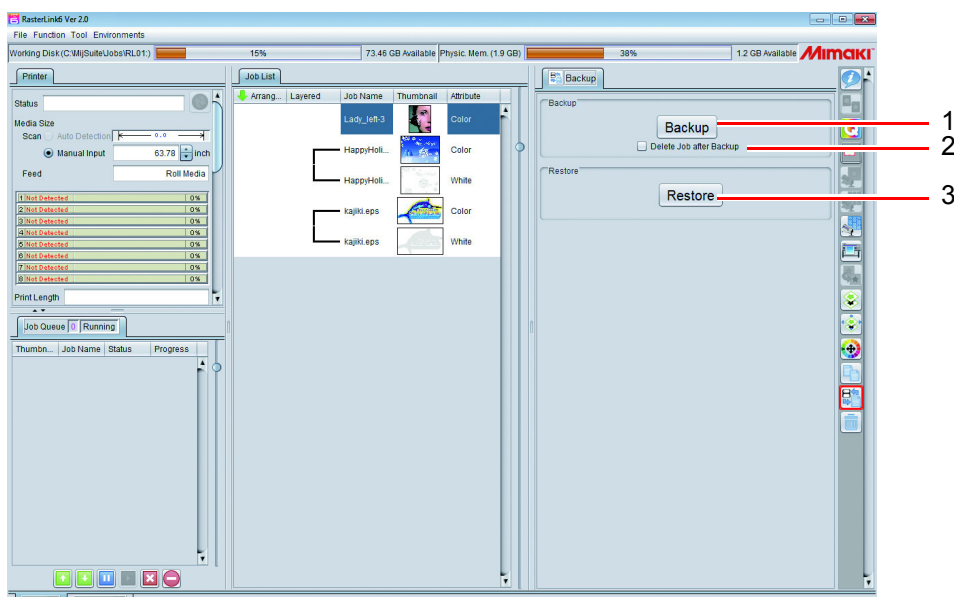 RasterLink6 Ver 2.0
File Function Tool Environments
Working Disk (C:\MijSuite\Jobs\RL01:) 15% 73.46 GB Available Physic. Mem. (1.9 GB) 38% 1.2 GB Available Mimaki
Printer
Status
Media Size
Scan Auto Detection 0.0
Manual Input 63.78 inch
Feed Roll Media
1 Not Detected 0%
2 Not Detected 0%
3 Not Detected 0%
4 Not Detected 0%
5 Not Detected 0%
6 Not Detected 0%
7 Not Detected 0%
8 Not Detected 0%
Print Length
Job Queue 0 Running
Thumbn... Job Name Status Progress
Job List
Arrang... Layered Job Name Thumbnail Attribute
Lady_left-3 Color
HappyHoli... Color
HappyHoli... White
kajiki.eps Color
kajiki.eps White
Backup
Backup
Backup 1
Delete Job after Backup 2
Restore
Restore 3